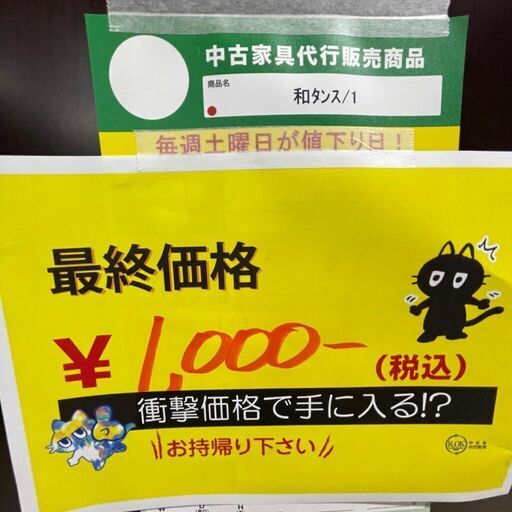 中古家具代行販売商品
商品名
和タンス/1
毎週土曜日が値下り日!
最終価格
¥1,000-
(税込)
衝撃価格で手に入る!?
お持帰り下さい
W D H